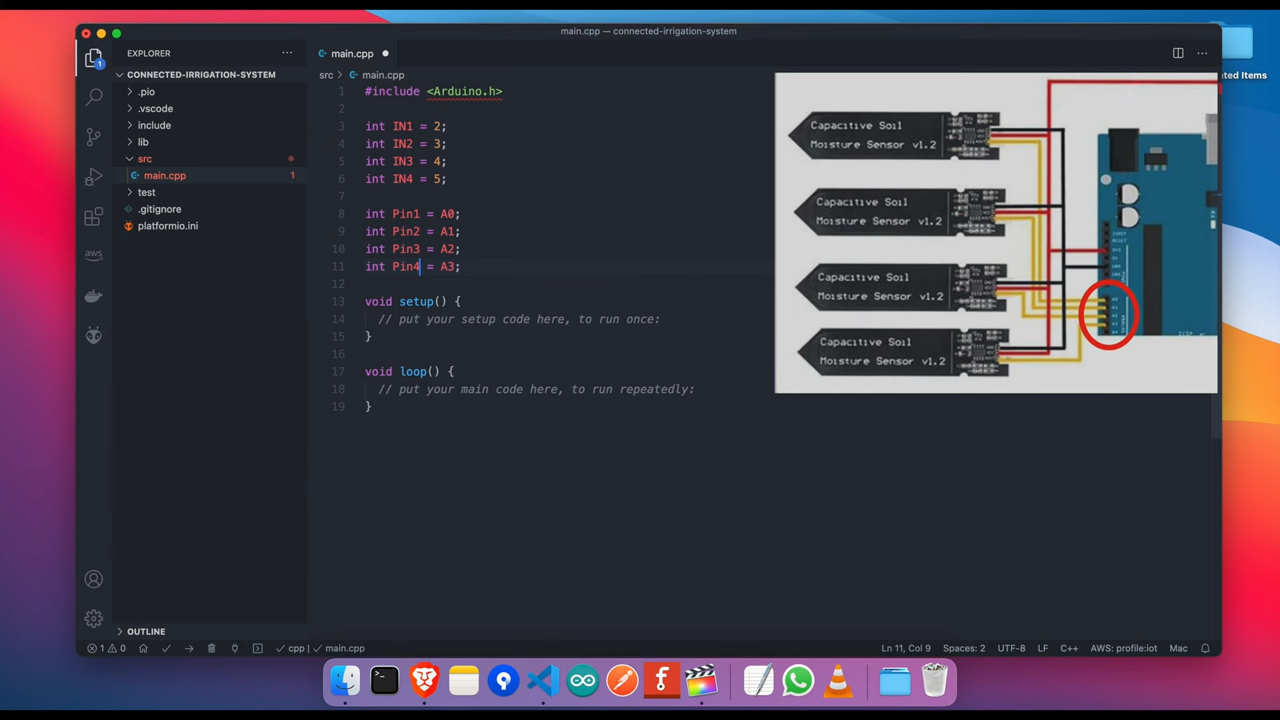 main.cpp — connected-irrigation-system
EXPLORER
main.cpp
CONNECTED-IRRIGATION-SYSTEM
src
main.cpp
.pio
.vscode
include
lib
src
main.cpp 1
test
.gitignore
platformio.ini
1
aws
1 #include <Arduino.h>
2
3 int IN1 = 2;
4 int IN2 = 3;
5 int IN3 = 4;
6 int IN4 = 5;
7
8 int Pin1 = A0;
9 int Pin2 = A1;
10 int Pin3 = A2;
11 int Pin4 = A3;
12
13 void setup() {
14 // put your setup code here, to run once:
15 }
16
17 void loop() {
18 // put your main code here, to run repeatedly:
19 }
Capacitive Soil
Moisture Sensor v1.2
Capacitive Soil
Moisture Sensor v1.2
Capacitive Soil
Moisture Sensor v1.2
Capacitive Soil
Moisture Sensor v1.2
ted Items
OUTLINE
1 0
cpp | main.cpp
Ln 11, Col 9
Spaces: 2
UTF-8
LF
C++
AWS: profile:iot
Mac